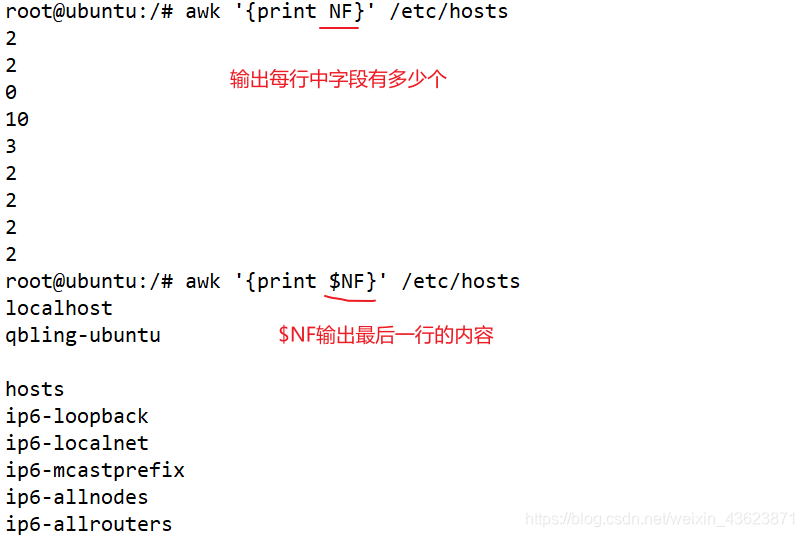 root@ubuntu:/# awk '{print NF}' /etc/hosts
2
2
输出每行中字段有多少个
0
10
3
2
2
2
2
root@ubuntu:/# awk '{print $NF}' /etc/hosts
localhost
qbling-ubuntu
$NF输出最后一行的内容
hosts
ip6-loopback
ip6-localnet
ip6-mcastprefix
ip6-allnodes
ip6-allrouters
https://blog.csdn.net/weixin_43623871